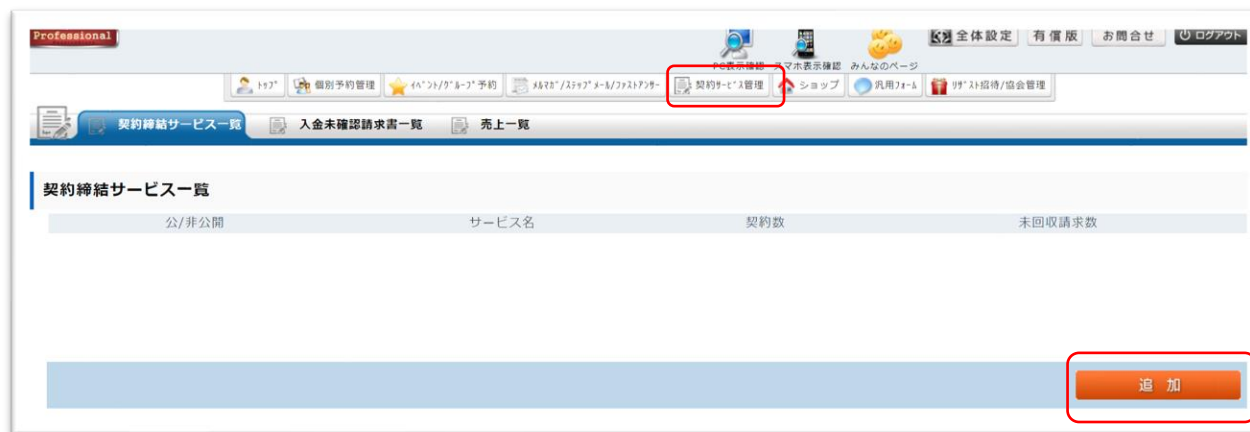 Professional
全体設定 有償版 お問合せ ログアウト
PC表示確認 スマホ表示確認 みんなのページ
トップ 個別予約管理 イベント/グループ予約 メルマガ/ステップメール/ファストアンサー 契約サービス管理 ショップ 汎用フォーム リザスト招待/協会管理
契約締結サービス一覧 入金未確認請求書一覧 売上一覧
契約締結サービス一覧
公/非公開 サービス名 契約数 未回収請求数
追 加